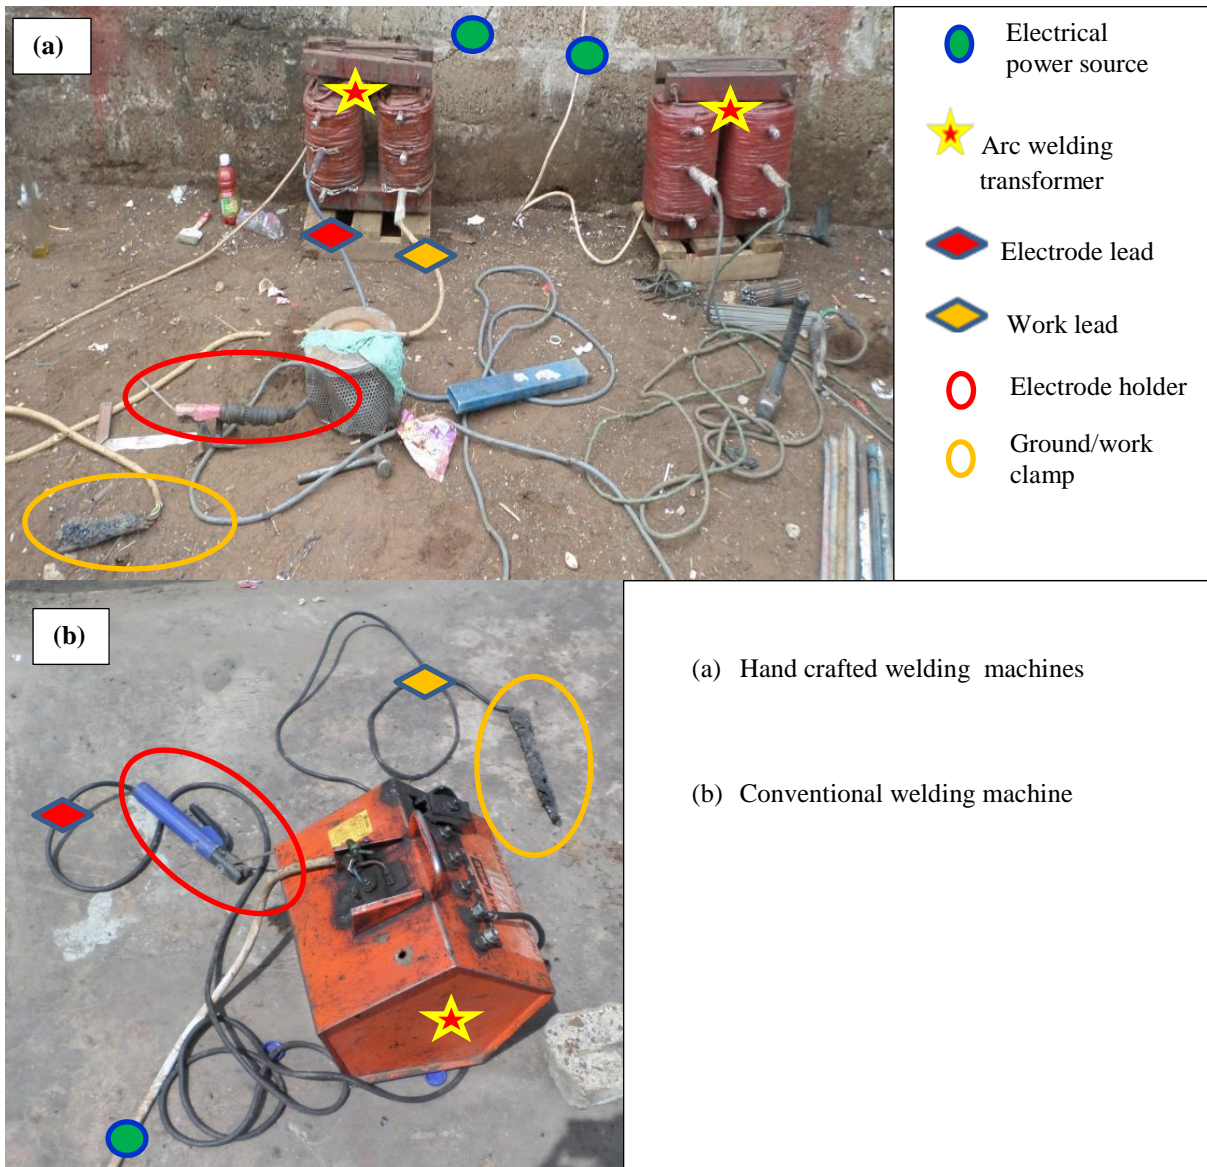 (a)
Electrical
power source
Arc welding
transformer
Electrode lead
Work lead
Electrode holder
Ground/work
clamp
(b)
(a) Hand crafted welding machines
(b) Conventional welding machine